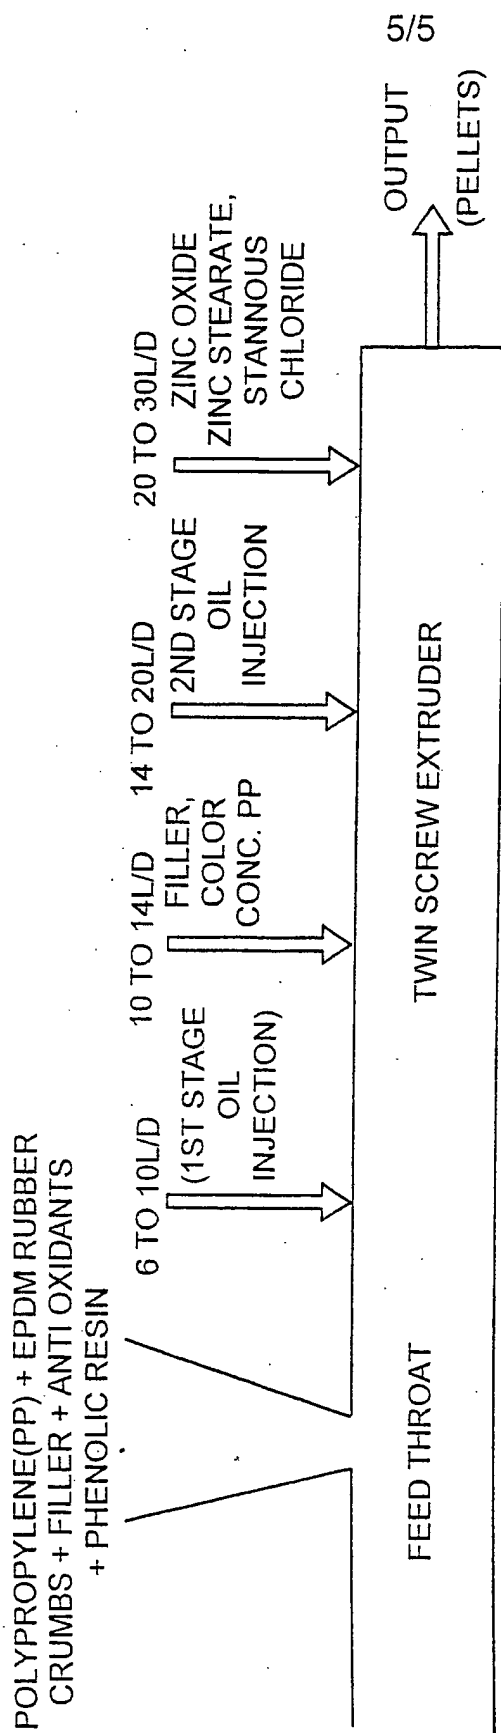 5/5
POLYPROPYLENE(PP) + EPDM RUBBER
CRUMBS + FILLER + ANTI OXIDANTS
+ PHENOLIC RESIN
6 TO 10L/D
(1ST STAGE
OIL
INJECTION)
10 TO 14L/D
FILLER,
COLOR
CONC. PP
14 TO 20L/D
2ND STAGE
OIL
INJECTION
20 TO 30L/D
ZINC OXIDE
ZINC STEARATE,
STANNOUS
CHLORIDE
FEED THROAT
TWIN SCREW EXTRUDER
OUTPUT
(PELLETS)